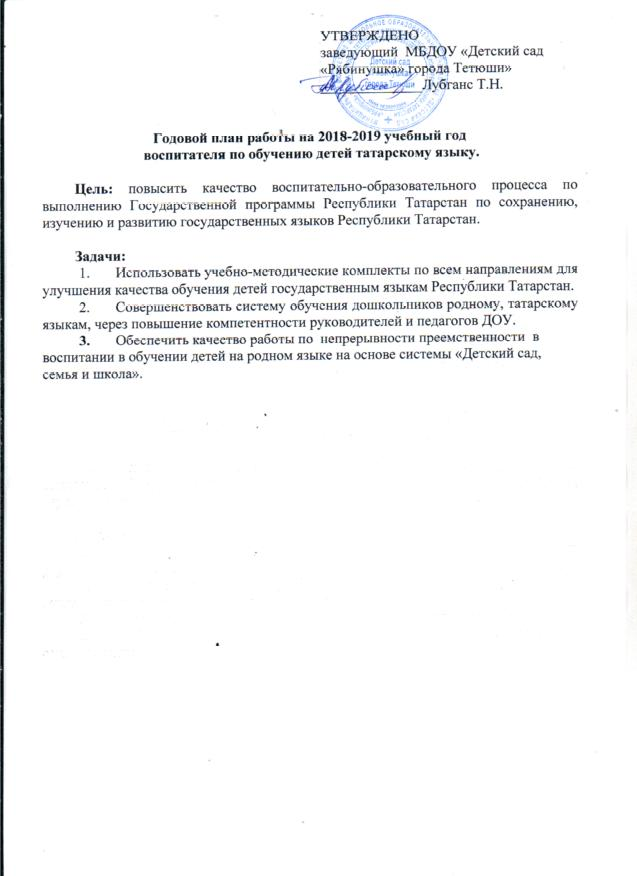 УТВЕРЖДЕНО
заведующий МБДОУ «Детский сад
«Рябинушка» города Тетюши»
Лубганс Т.Н.
Детский сад
города Тетюши
Годовой план работы на 2018-2019 учебный год
воспитателя по обучению детей татарскому языку.
Цель: повысить качество воспитательно-образовательного процесса по
выполнению Государственной программы Республики Татарстан по сохранению,
изучению и развитию государственных языков Республики Татарстан.
Задачи:
1. Использовать учебно-методические комплекты по всем направлениям для
улучшения качества обучения детей государственным языкам Республики Татарстан.
2. Совершенствовать систему обучения дошкольников родному, татарскому
языкам, через повышение компетентности руководителей и педагогов ДОУ.
3. Обеспечить качество работы по непрерывности преемственности в
воспитании в обучении детей на родном языке на основе системы «Детский сад,
семья и школа».